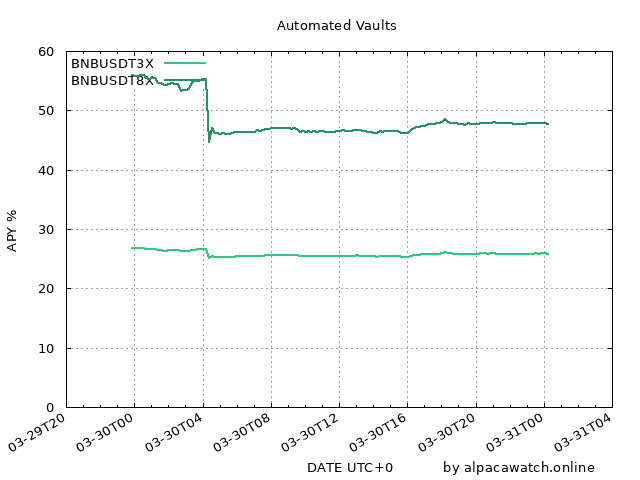 Automated Vaults
BNBUSDT3X
BNBUSDT8X
60
50
40
30
20
10
0
APY %
03-29T20
03-30T00
03-30T04
03-30T08
03-30T12
03-30T16
03-30T20
03-31T00
03-31T04
DATE UTC+0
by alpacawatch.online